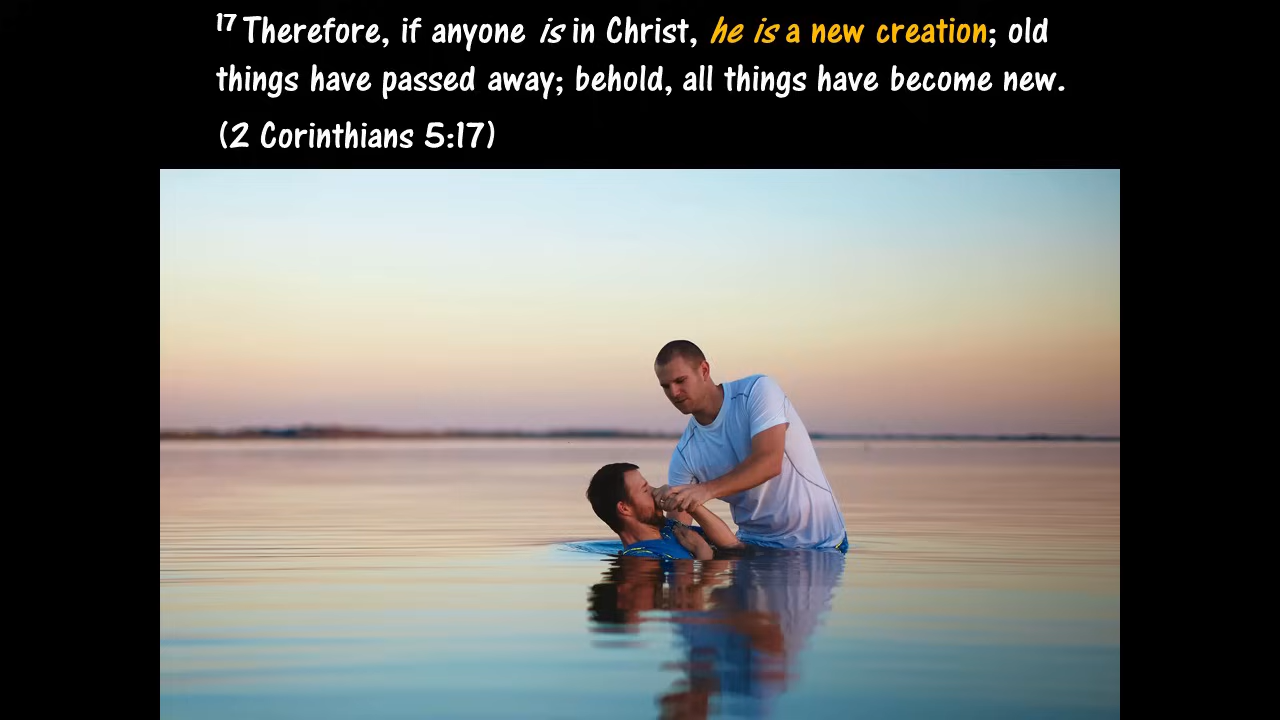 17 Therefore, if anyone is in Christ, he is a new creation; old
things have passed away; behold, all things have become new.
(2 Corinthians 5:17)